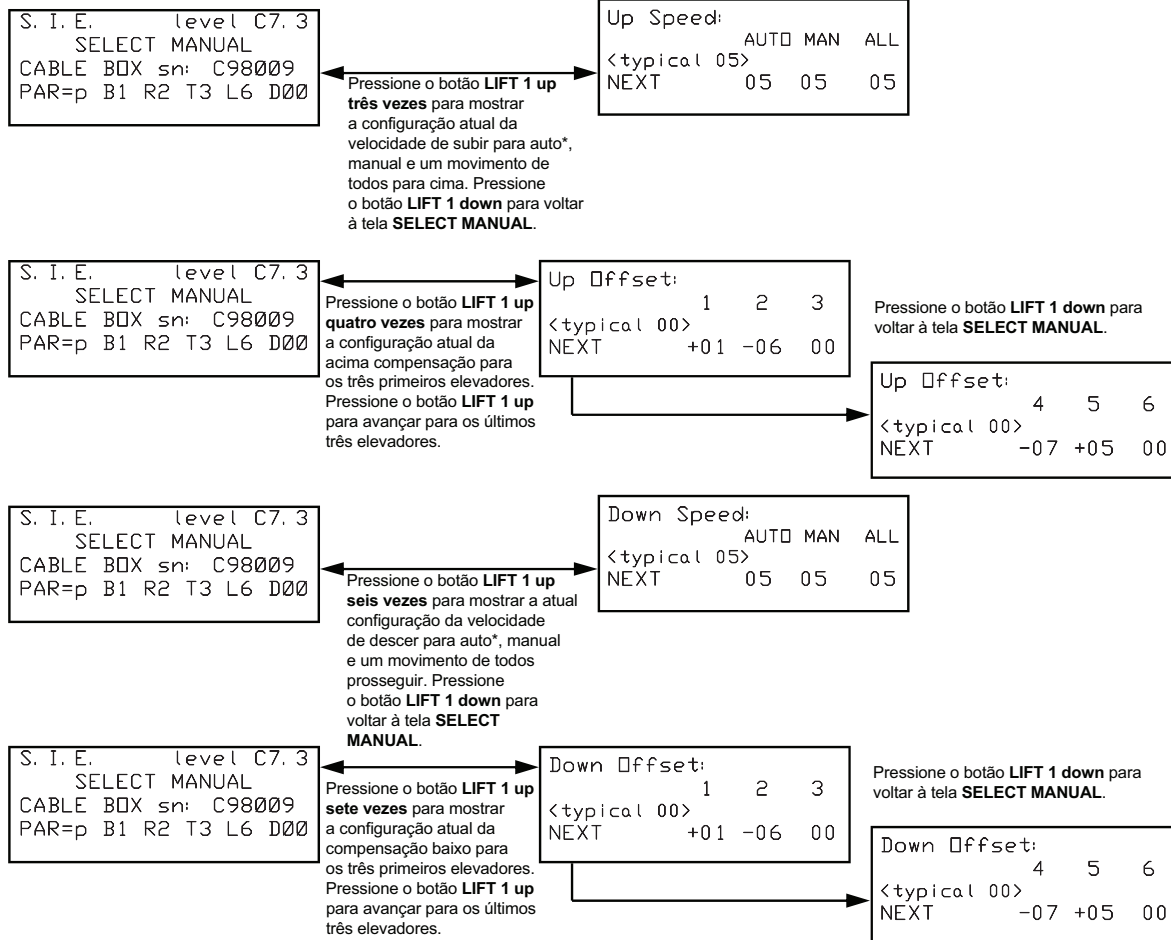 S. I. E. level C7. 3
SELECT MANUAL
CABLE BOX sn: C98009
PAR=p B1 R2 T3 L6 D00
Pressione o botão LIFT 1 up
três vezes para mostrar
a configuração atual da
velocidade de subir para auto*,
manual e um movimento de
todos para cima. Pressione
o botão LIFT 1 down para voltar
à tela SELECT MANUAL.
Up Speed:
AUTO MAN ALL
<typical 05>
NEXT 05 05 05
S. I. E. level C7. 3
SELECT MANUAL
CABLE BOX sn: C98009
PAR=p B1 R2 T3 L6 D00
Pressione o botão LIFT 1 up
quatro vezes para mostrar
a configuração atual da
acima compensação para
os três primeiros elevadores.
Pressione o botão LIFT 1 up
para avançar para os últimos
três elevadores.
Up Offset:
1 2 3
<typical 00>
NEXT +01 -06 00
Pressione o botão LIFT 1 down para
voltar à tela SELECT MANUAL.
Up Offset:
4 5 6
<typical 00>
NEXT -07 +05 00
S. I. E. level C7. 3
SELECT MANUAL
CABLE BOX sn: C98009
PAR=p B1 R2 T3 L6 D00
Pressione o botão LIFT 1 up
seis vezes para mostrar a atual
configuração da velocidade
de descer para auto*, manual
e um movimento de todos
prosseguir. Pressione
o botão LIFT 1 down para
voltar à tela SELECT
MANUAL.
Down Speed:
AUTO MAN ALL
<typical 05>
NEXT 05 05 05
S. I. E. level C7. 3
SELECT MANUAL
CABLE BOX sn: C98009
PAR=p B1 R2 T3 L6 D00
Pressione o botão LIFT 1 up
sete vezes para mostrar
a configuração atual da
compensação baixo para
os três primeiros elevadores.
Pressione o botão LIFT 1 up
para avançar para os últimos
três elevadores.
Down Offset:
1 2 3
<typical 00>
NEXT +01 -06 00
Pressione o botão LIFT 1 down para
voltar à tela SELECT MANUAL.
Down Offset:
4 5 6
<typical 00>
NEXT -07 +05 00